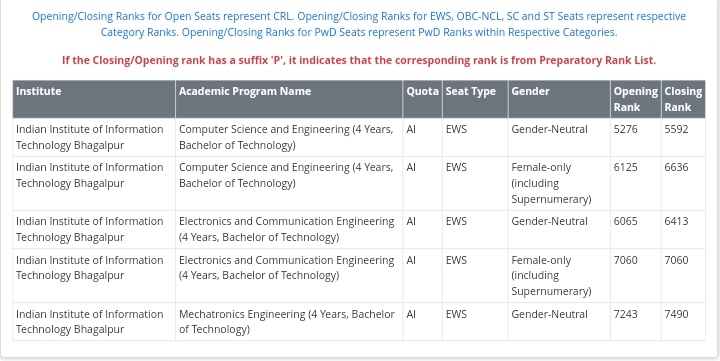 Opening/Closing Ranks for Open Seats represent CRL. Opening/Closing Ranks for EWS, OBC-NCL, SC and ST Seats represent respective
Category Ranks. Opening/Closing Ranks for PwD Seats represent PwD Ranks within Respective Categories.
If the Closing/Opening rank has a suffix 'P', it indicates that the corresponding rank is from Preparatory Rank List.
Institute Academic Program Name Quota Seat Type Gender Opening Closing
Rank Rank
Indian Institute of Information Computer Science and Engineering (4 Years, AI EWS Gender-Neutral 5276 5592
Technology Bhagalpur Bachelor of Technology)
Indian Institute of Information Computer Science and Engineering (4 Years, AI EWS Female-only 6125 6636
Technology Bhagalpur Bachelor of Technology) (including
Supernumerary)
Indian Institute of Information Electronics and Communication Engineering AI EWS Gender-Neutral 6065 6413
Technology Bhagalpur (4 Years, Bachelor of Technology)
Indian Institute of Information Electronics and Communication Engineering AI EWS Female-only 7060 7060
Technology Bhagalpur (4 Years, Bachelor of Technology) (including
Supernumerary)
Indian Institute of Information Mechatronics Engineering (4 Years, Bachelor AI EWS Gender-Neutral 7243 7490
Technology Bhagalpur of Technology)